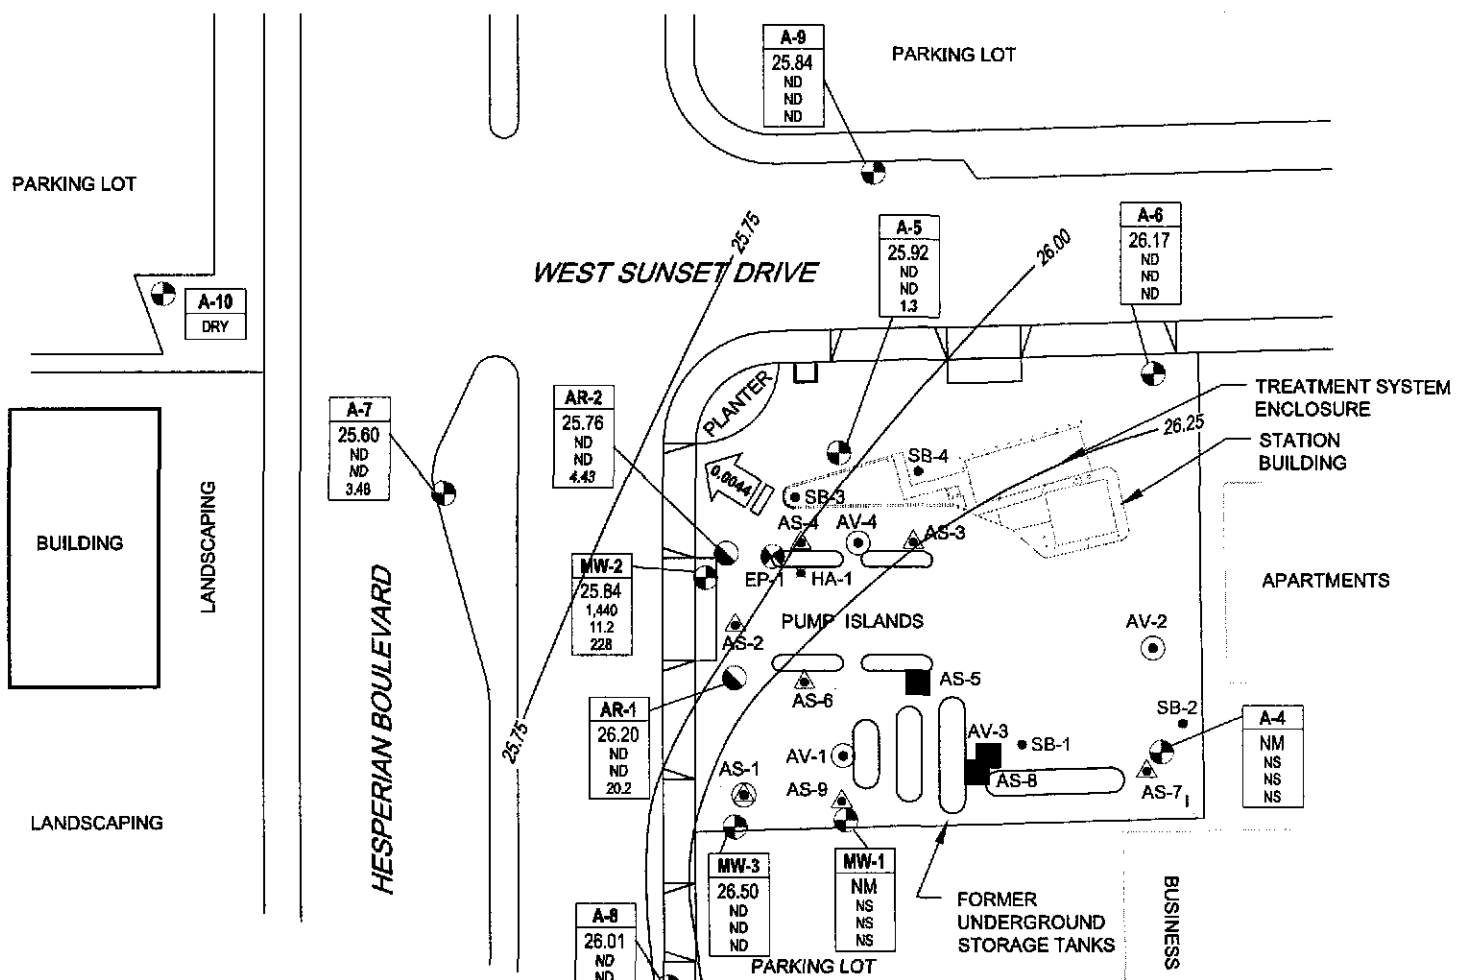 A-9
25.84
ND
ND
ND
PARKING LOT
PARKING LOT
A-10
DRY
WEST SUNSET DRIVE
25.75
A-5
25.92
ND
ND
1.3
26.00
A-6
26.17
ND
ND
ND
TREATMENT SYSTEM
ENCLOSURE
26.25
STATION
BUILDING
A-7
25.60
ND
ND
3.48
AR-2
25.76
ND
ND
4.43
PLANTER
0.0044
SB-4
SB-3
AS-4
AV-4
AS-3
BUILDING
LANDSCAPING
MW-2
25.84
1,440
11.2
228
EP-1
HA-1
APARTMENTS
PUMP ISLANDS
AS-2
AV-2
HESPERIAN BOULEVARD
AS-5
AS-6
AR-1
26.20
ND
ND
20.2
25.75
SB-2
A-4
NM
NS
NS
NS
AV-3
SB-1
AV-1
AS-1
AS-9
AS-8
AS-7
LANDSCAPING
MW-3
26.50
ND
ND
ND
MW-1
NM
NS
NS
NS
FORMER
UNDERGROUND
STORAGE TANKS
BUSINESS
A-8
26.01
ND
ND
PARKING LOT